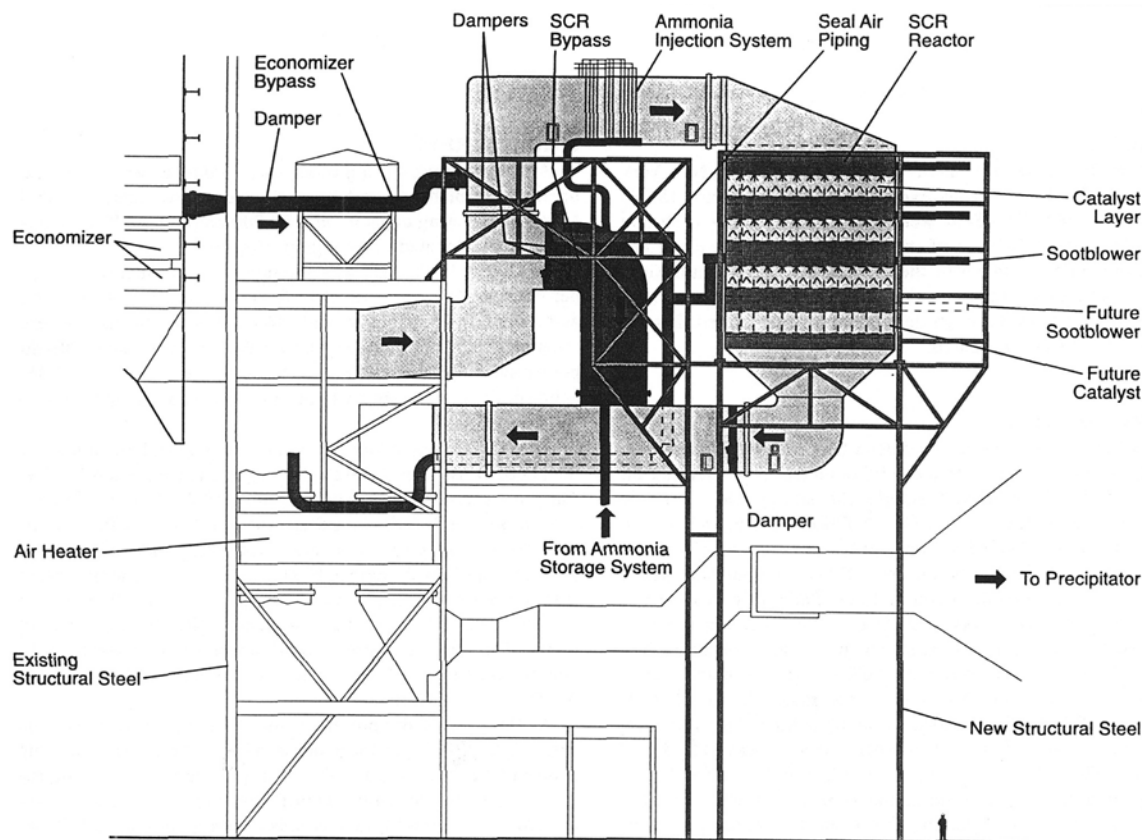 Dampers
SCR
Bypass
Ammonia
Injection System
Seal Air
Piping
SCR
Reactor
Economizer
Bypass
Damper
Economizer
Catalyst
Layer
Sootblower
Future
Sootblower
Future
Catalyst
Damper
Air Heater
From Ammonia
Storage System
To Precipitator
Existing
Structural Steel
New Structural Steel